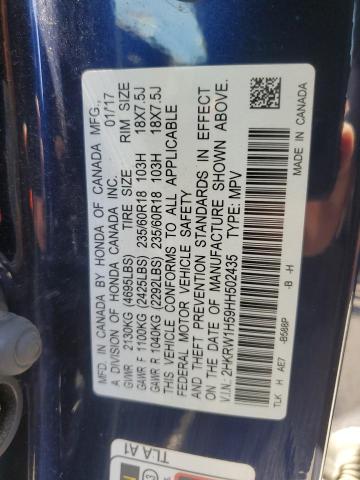 MFD. IN CANADA BY HONDA OF CANADA MFG.,
A DIVISION OF HONDA CANADA INC. 01/17
GVWR 2130KG (4695LBS) TIRE SIZE RIM SIZE
GAWR F 1100KG (2425LBS) 235/60R18 103H 18X7.5J
GAWR R 1040KG (2292LBS) 235/60R18 103H 18X7.5J
THIS VEHICLE CONFORMS TO ALL APPLICABLE
FEDERAL MOTOR VEHICLE SAFETY
AND THEFT PREVENTION STANDARDS IN EFFECT ON
THE DATE OF MANUFACTURE SHOWN ABOVE.
V.I.N.: 2HKRW1H59HH502435 TYPE: MPV
TLK H AE7 -B588P -B -H MADE IN CANADA
TLAA1